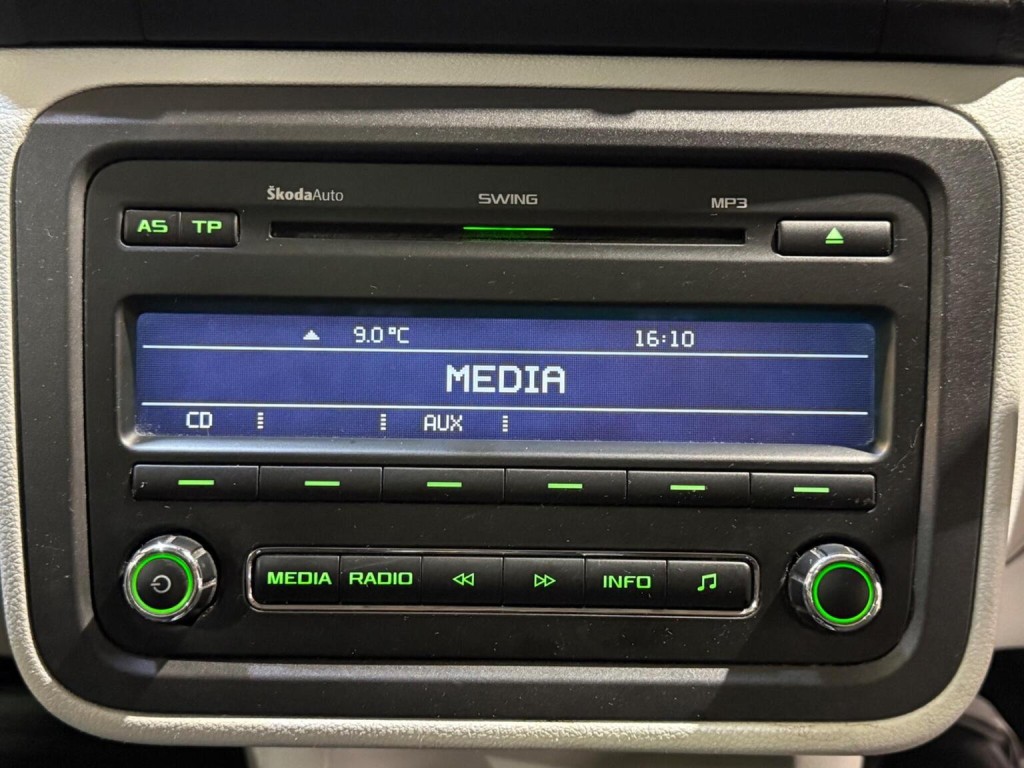 ŠkodaAuto SWING MP3
AS TP
9.0°C 16:10
MEDIA
CD AUX
MEDIA RADIO INFO